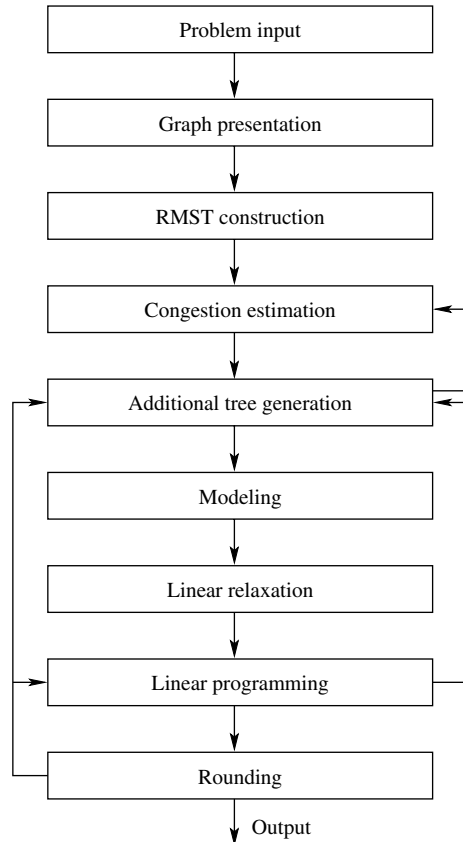 Problem input
Graph presentation
RMST construction
Congestion estimation
Additional tree generation
Modeling
Linear relaxation
Linear programming
Rounding
Output